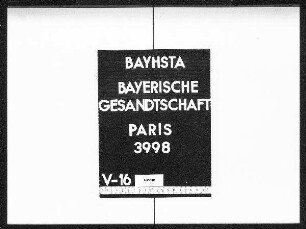 BAYHSTA
BAYERISCHE
GESANDTSCHAFT
PARIS
3998
V-16